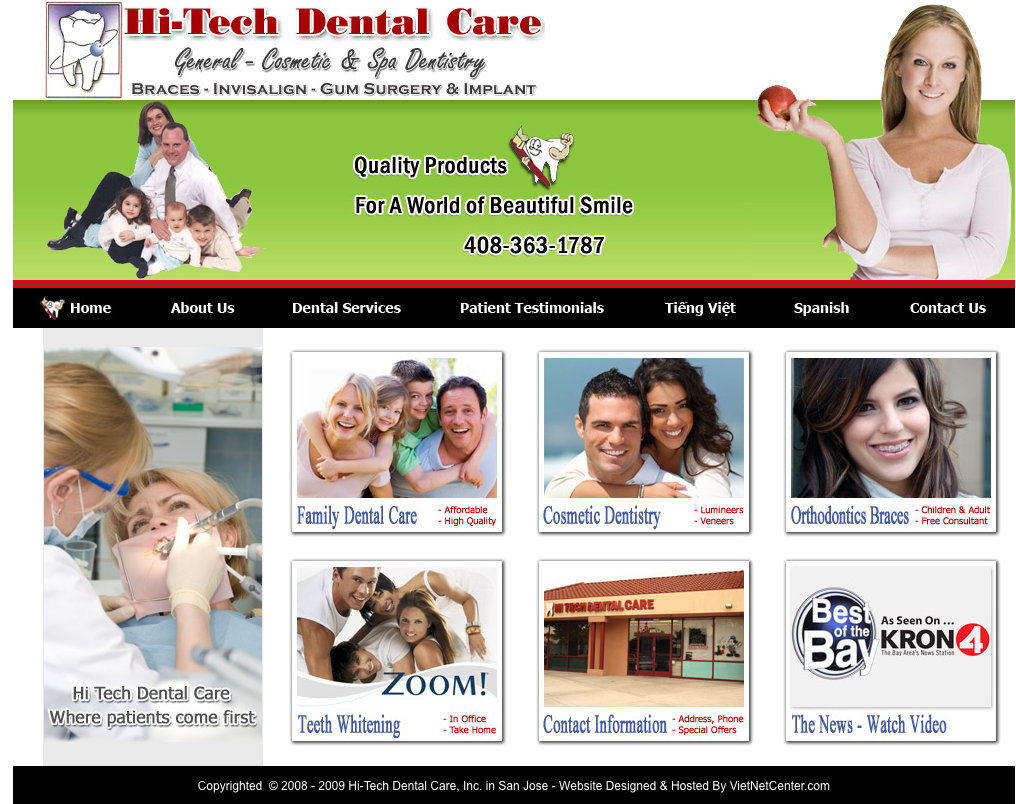 Hi-Tech Dental Care
General - Cosmetic & Spa Dentistry
Braces - Invisalign - Gum Surgery & Implant
Quality Products
For A World of Beautiful Smile
408-363-1787
Home About Us Dental Services Patient Testimonials Tiếng Việt Spanish Contact Us
Family Dental Care
- Affordable
- High Quality
Cosmetic Dentistry
- Lumineers
- Veneers
Orthodontics Braces
- Children & Adult
- Free Consultant
Hi Tech Dental Care
Where patients come first
ZOOM!
Teeth Whitening
- In Office
- Take Home
HI TECH DENTAL CARE
Contact Information
- Address, Phone
- Special Offers
Best
of the
Bay
As Seen On ...
KRON 4
The Bay Area's News Station
The News - Watch Video
Copyrighted © 2008 - 2009 Hi-Tech Dental Care, Inc. in San Jose - Website Designed & Hosted By VietNetCenter.com